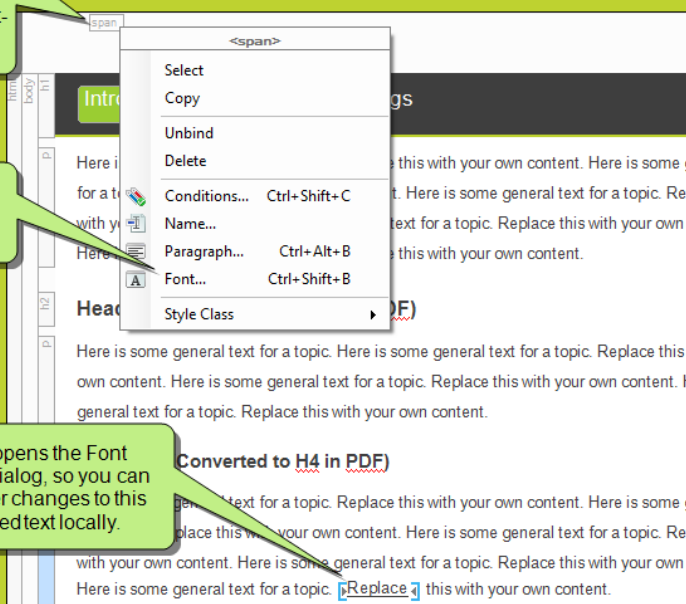 span
<span>
Select
Copy
Unbind
Delete
Conditions... Ctrl+Shift+C
Name...
Paragraph... Ctrl+Alt+B
Font... Ctrl+Shift+B
Style Class
html
body
h1
Intro
gs
p
Here i
this with your own content. Here is some
for a t
t. Here is some general text for a topic. Re
with y
text for a topic. Replace this with your own
Here
this with your own content.
h2
Head
DF)
p
Here is some general text for a topic. Here is some general text for a topic. Replace this
own content. Here is some general text for a topic. Replace this with your own content.
general text for a topic. Replace this with your own content.
opens the Font
ialog, so you can
er changes to this
ed text locally.
Converted to H4 in PDF)
text for a topic. Replace this with your own content. Here is some
place this with your own content. Here is some general text for a topic. Re
with your own content. Here is some general text for a topic. Replace this with your own
Here is some general text for a topic. Replace this with your own content.